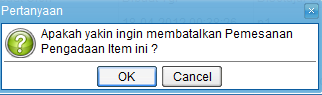 Pertanyaan
Apakah yakin ingin membatalkan Pemesanan
Pengadaan Item ini ?
OK
Cancel